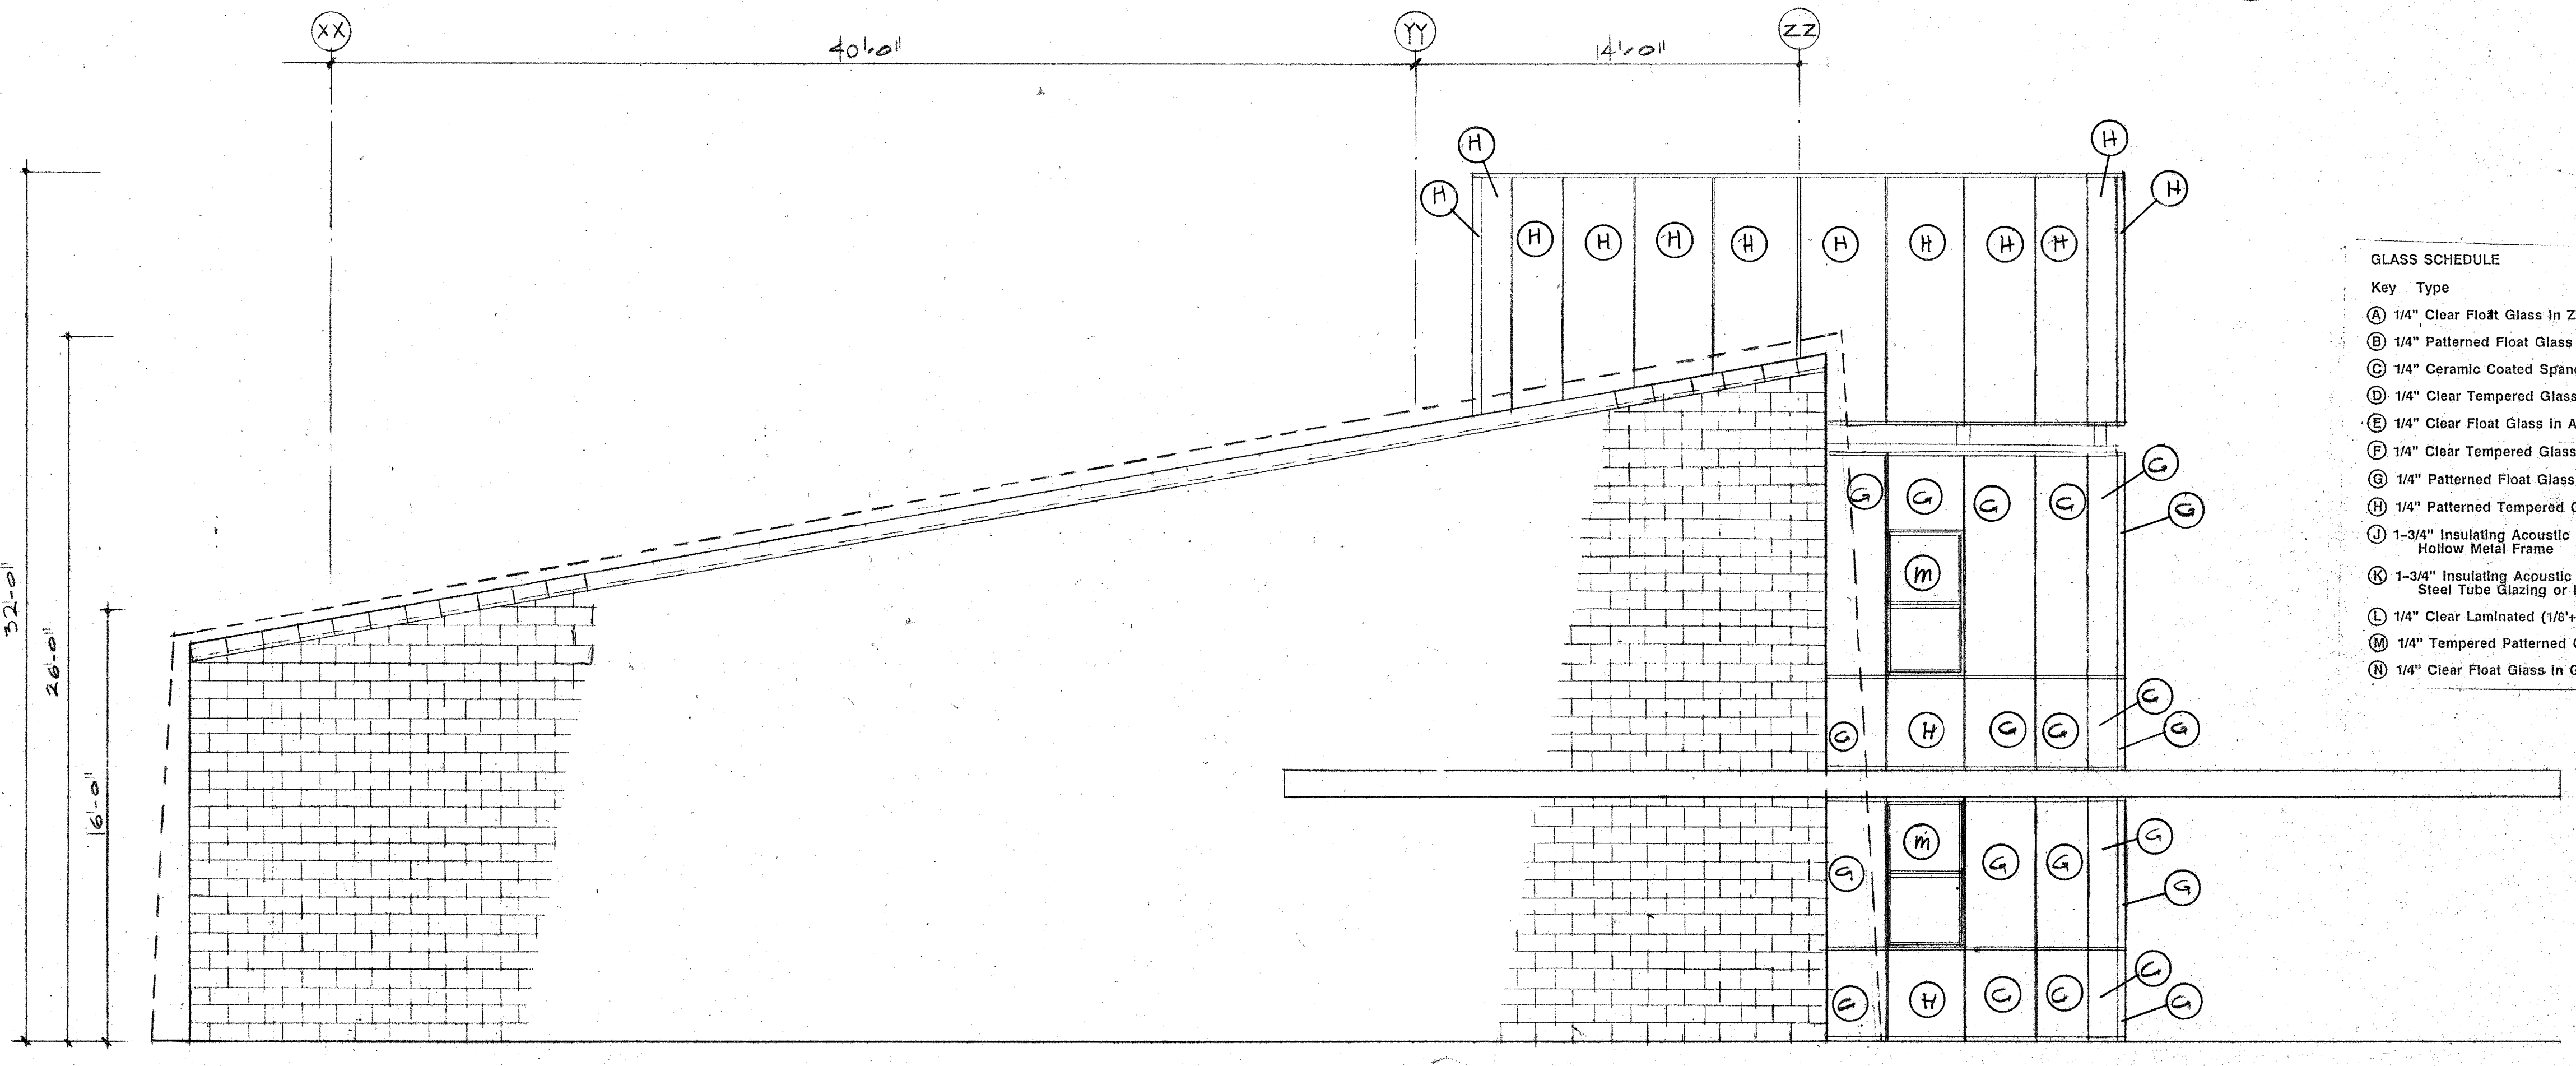 XX YY ZZ
40'-0" 14'-0"
H H
H H
H H H H H H H H
GLASS SCHEDULE
Key Type
A 1/4" Clear Float Glass In Z
B 1/4" Patterned Float Glass
C 1/4" Ceramic Coated Span
D 1/4" Clear Tempered Glass
E 1/4" Clear Float Glass In A
F 1/4" Clear Tempered Glass
G 1/4" Patterned Float Glass
H 1/4" Patterned Tempered
J 1-3/4" Insulating Acoustic
Hollow Metal Frame
K 1-3/4" Insulating Acoustic
Steel Tube Glazing or
L 1/4" Clear Laminated (1/8'+
M 1/4" Tempered Patterned
N 1/4" Clear Float Glass In G
32'-0"
26'-0"
16'-0"
G G G G G
G
M
G
G H G G G
M G
G G G G
G
G H G G G